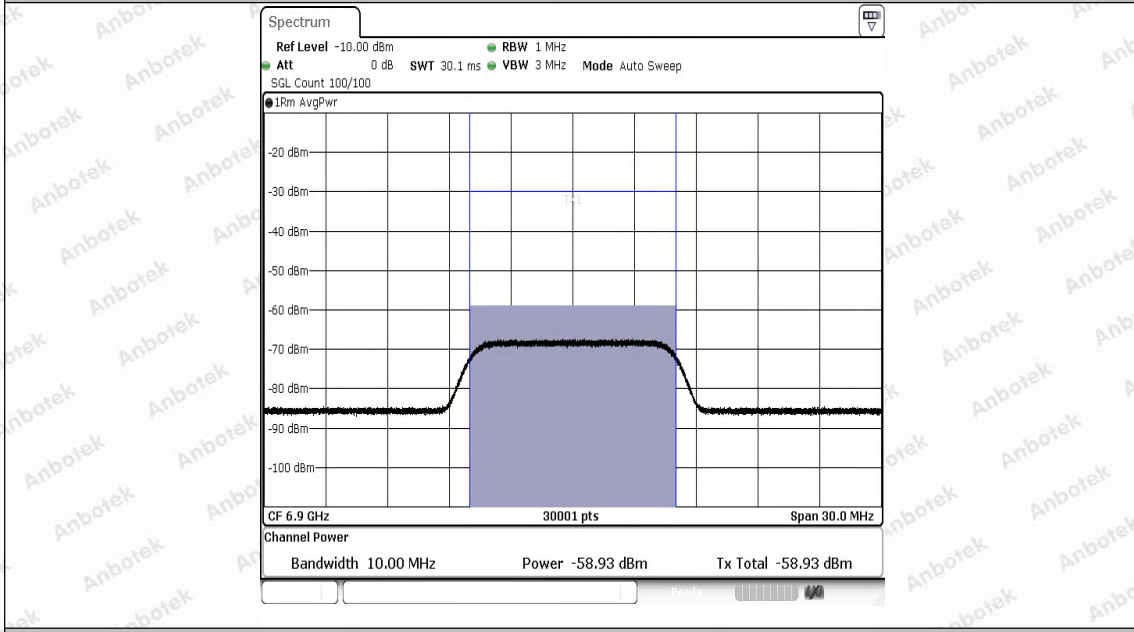 Spectrum
Ref Level -10.00 dBm RBW 1 MHz
Att 0 dB SWT 30.1 ms VBW 3 MHz Mode Auto Sweep
SGL Count 100/100
1Rm AvgPwr
-20 dBm
-30 dBm
TX1
-40 dBm
-50 dBm
-60 dBm
-70 dBm
-80 dBm
-90 dBm
-100 dBm
CF 6.9 GHz 30001 pts Span 30.0 MHz
Channel Power
Bandwidth 10.00 MHz Power -58.93 dBm Tx Total -58.93 dBm
Ready
Anbotek